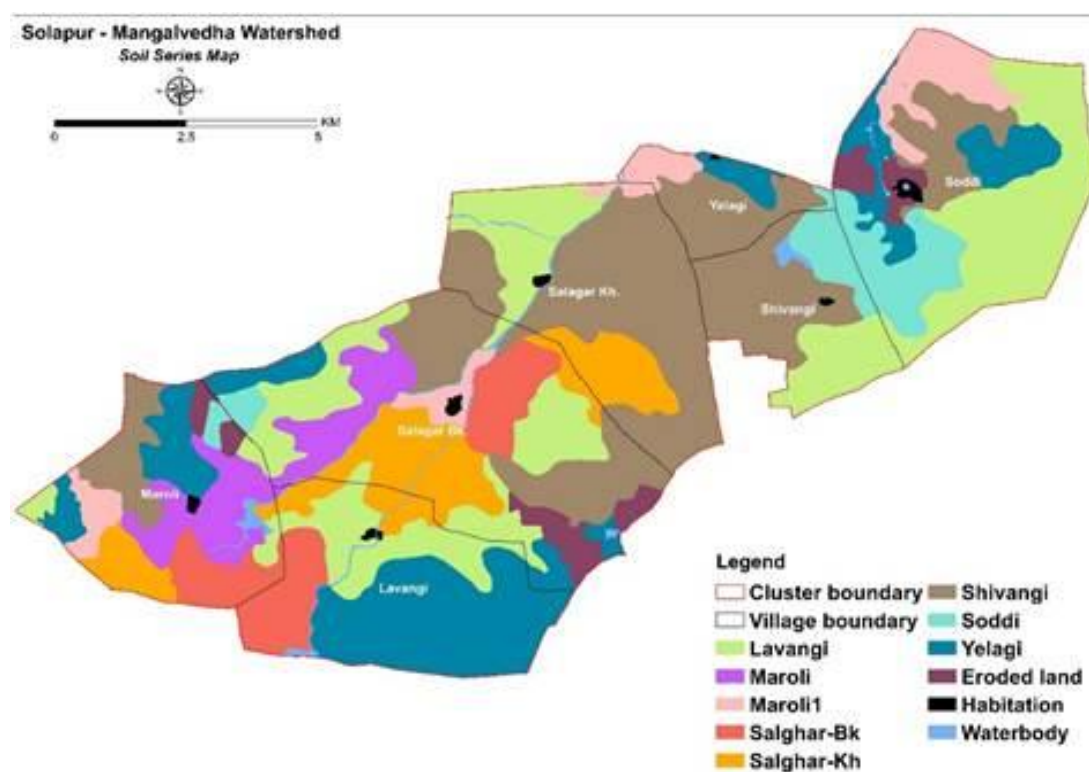 Solapur - Mangalvedha Watershed
Soil Series Map
KM
0 2.5 5
Soddi
Yelagi
Salagar Kh.
Shivangi
Salagar Bk.
Maroli
Lavangi
Legend
Cluster boundary
Village boundary
Lavangi
Maroli
Maroli1
Salghar-Bk
Salghar-Kh
Shivangi
Soddi
Yelagi
Eroded land
Habitation
Waterbody